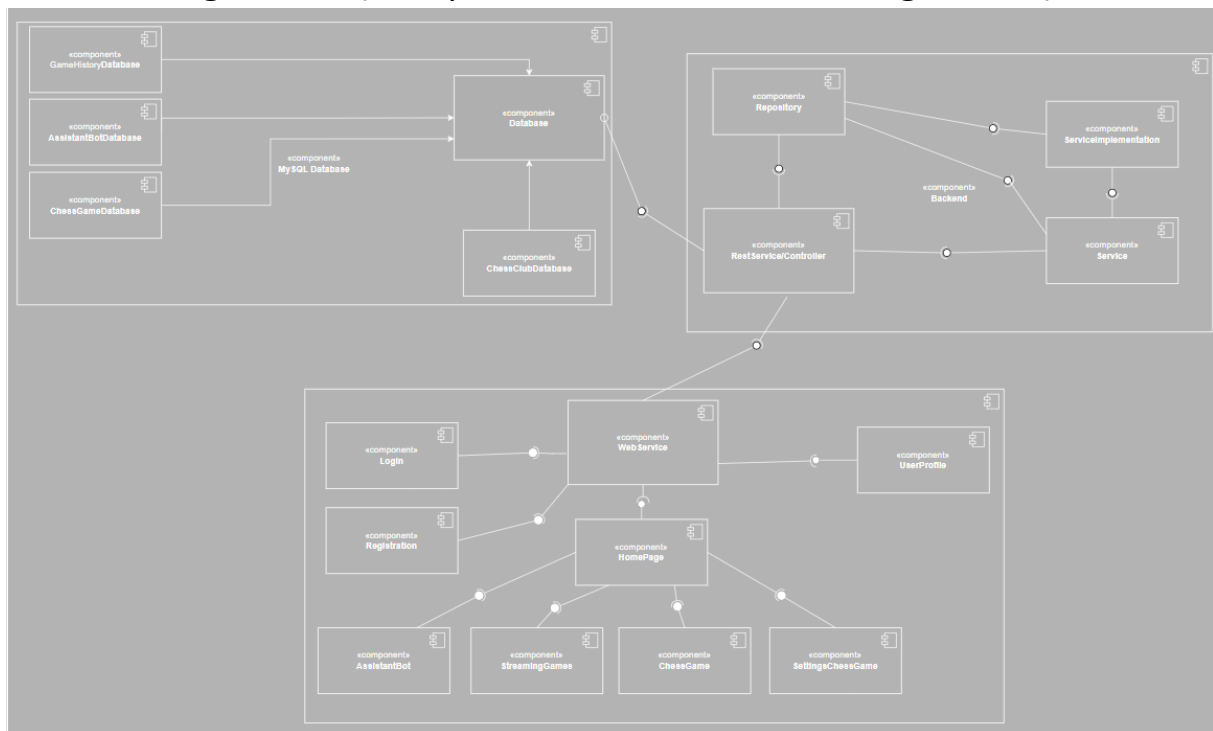 «component»
GameHistoryDatabase
«component»
AssistantBotDatabase
«component»
ChessGameDatabase
«component»
MySQL Database
«component»
Database
«component»
ChessClubDatabase
«component»
Repository
«component»
ServiceImplementation
«component»
Backend
«component»
RestService/Controller
«component»
Service
«component»
WebService
«component»
Login
«component»
UserProfile
«component»
Registration
«component»
HomePage
«component»
AssistantBot
«component»
StreamingGames
«component»
ChessGame
«component»
SettingsChessGame